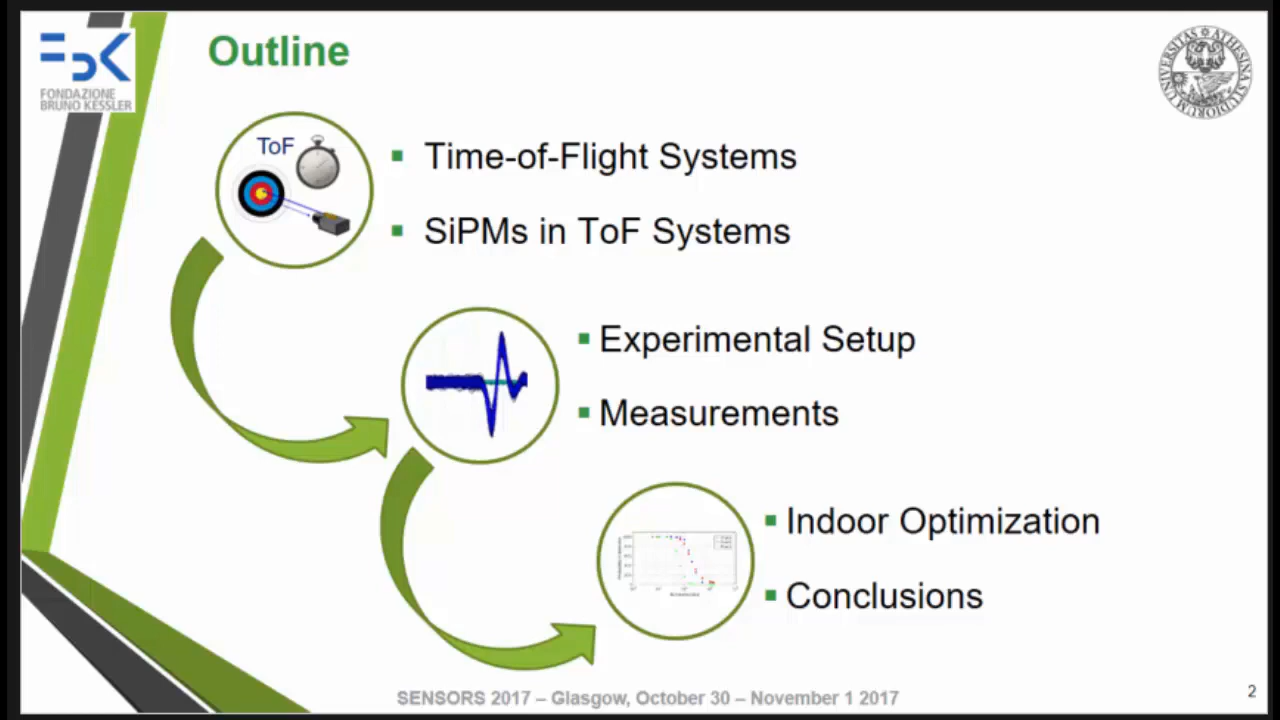 FONDAZIONE
BRUNO KESSLER
Outline
ToF
Time-of-Flight Systems
SiPMs in ToF Systems
Experimental Setup
Measurements
Indoor Optimization
Conclusions
SENSORS 2017 – Glasgow, October 30 – November 1 2017
2